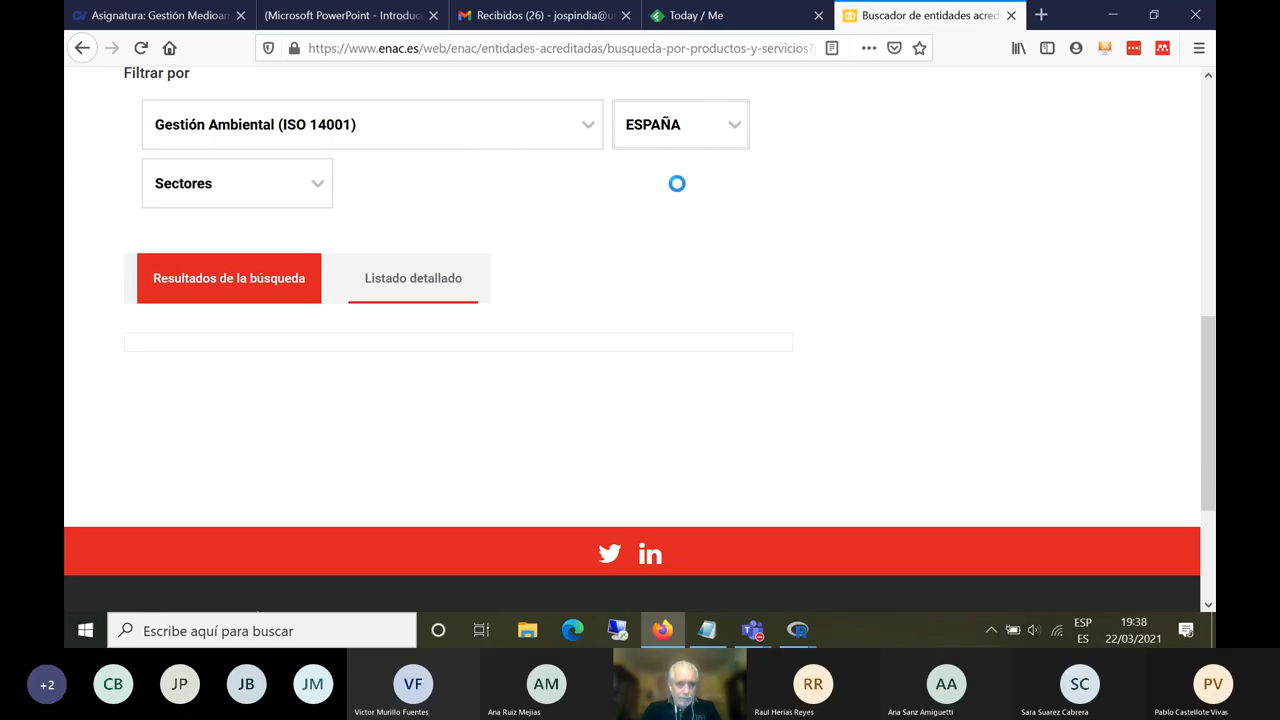 Asignatura: Gestión Medioan
(Microsoft PowerPoint - Introduc
Recibidos (26) - jospindia@u
Today / Me
Buscador de entidades acred
https://www.enac.es/web/enac/entidades-acreditadas/busqueda-por-productos-y-servicios?
Filtrar por
Gestión Ambiental (ISO 14001)
ESPAÑA
Sectores
Resultados de la búsqueda
Listado detallado
in
Escribe aquí para buscar
ESP
ES
19:38
22/03/2021
+2
CB
JP
JB
JM
VF
Victor Murillo Fuentes
AM
Ana Ruiz Mejias
RR
Raul Herias Reyes
AA
Ana Sanz Amiguetti
SC
Sara Suarez Cabrera
PV
Pablo Castellote Vivas